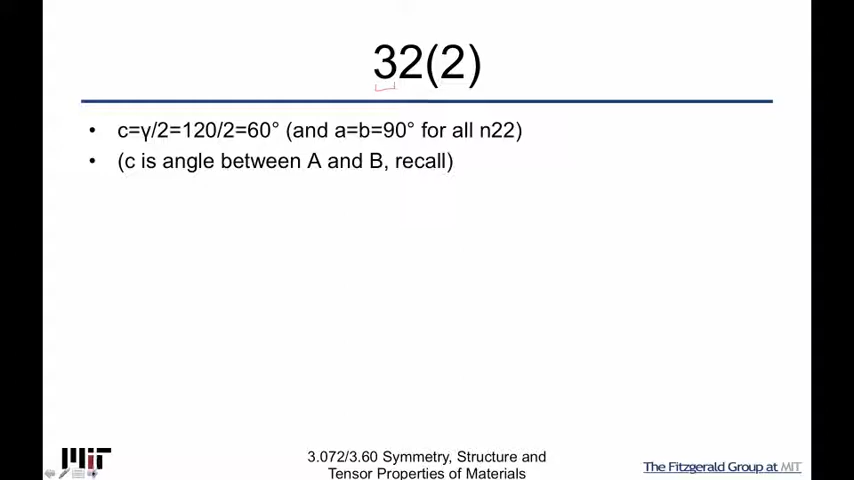 32(2)
• c=γ/2=120/2=60° (and a=b=90° for all n22)
• (c is angle between A and B, recall)
MIT
3.072/3.60 Symmetry, Structure and
Tensor Properties of Materials
The Fitzgerald Group at MIT